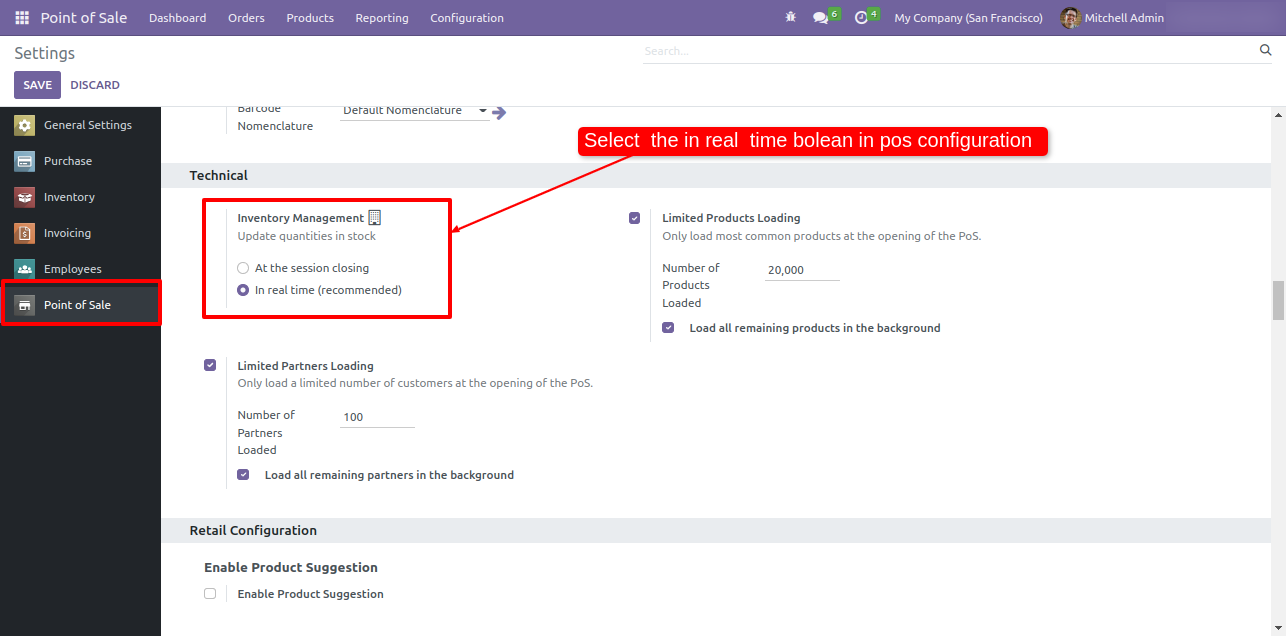 Point of Sale Dashboard Orders Products Reporting Configuration 6 4 My Company (San Francisco) Mitchell Admin
Settings
Search...
SAVE DISCARD
General Settings
Purchase
Inventory
Invoicing
Employees
Point of Sale
Barcode
Nomenclature
Default Nomenclature
Select the in real time bolean in pos configuration
Technical
Inventory Management
Update quantities in stock
At the session closing
In real time (recommended)
Limited Products Loading
Only load most common products at the opening of the PoS.
Number of
Products
Loaded
20,000
Load all remaining products in the background
Limited Partners Loading
Only load a limited number of customers at the opening of the PoS.
Number of
Partners
Loaded
100
Load all remaining partners in the background
Retail Configuration
Enable Product Suggestion
Enable Product Suggestion